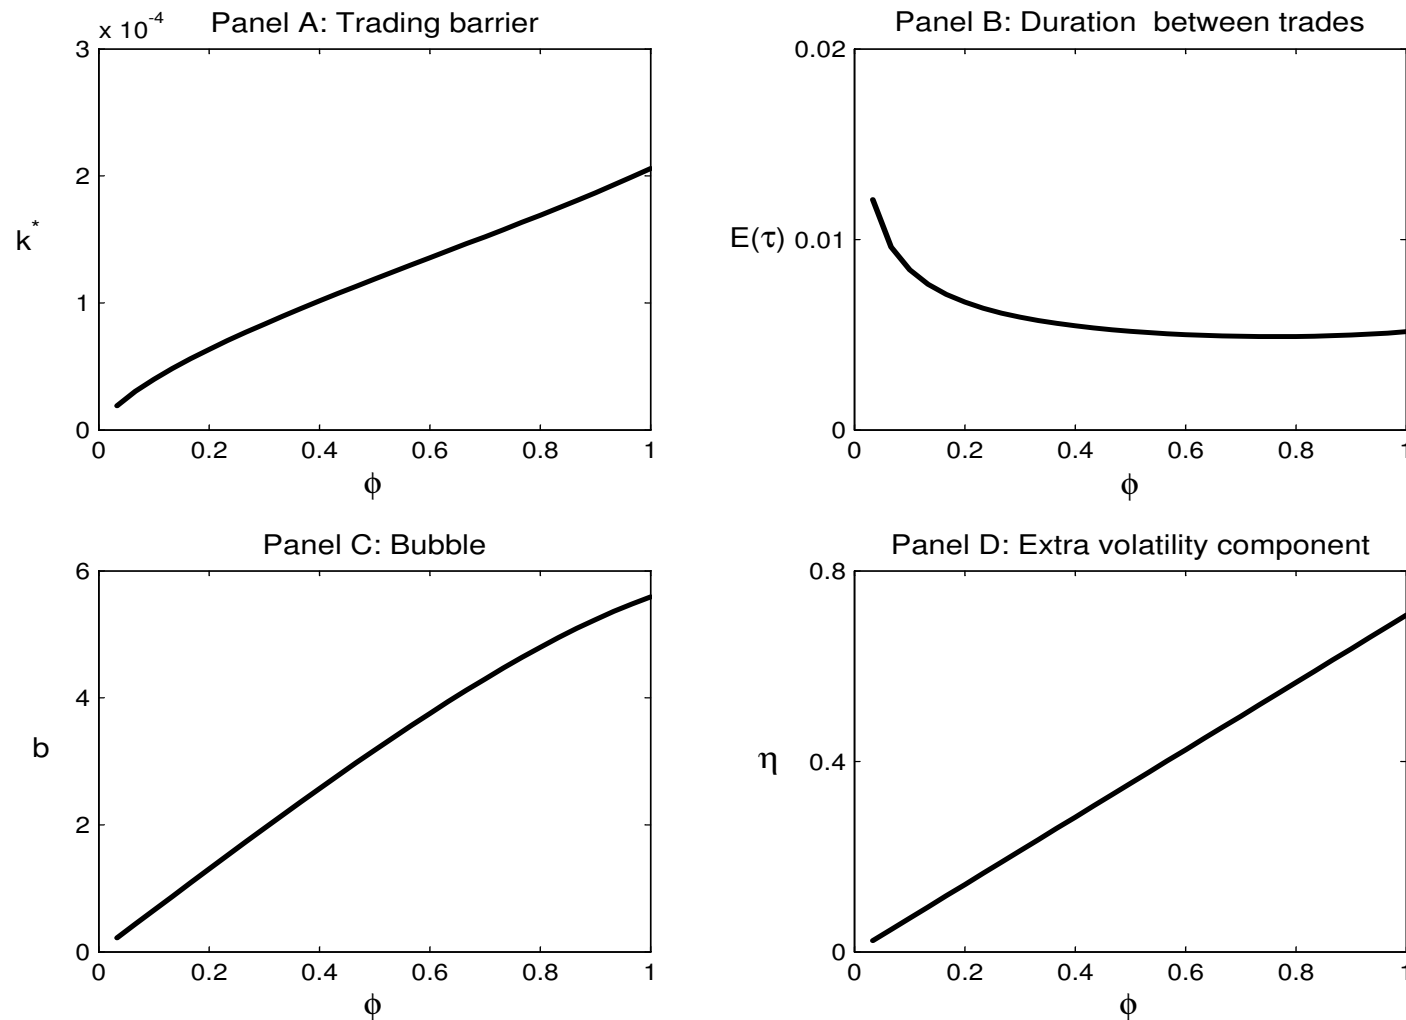 Panel A: Trading barrier
x 10^-4
3
2
1
0
k*
0 0.2 0.4 0.6 0.8 1
ϕ
Panel B: Duration  between trades
0.02
E(τ) 0.01
0
0 0.2 0.4 0.6 0.8 1
ϕ
Panel C: Bubble
6
4
2
0
b
0 0.2 0.4 0.6 0.8 1
ϕ
Panel D: Extra volatility component
0.8
0.4
0
η
0 0.2 0.4 0.6 0.8 1
ϕ